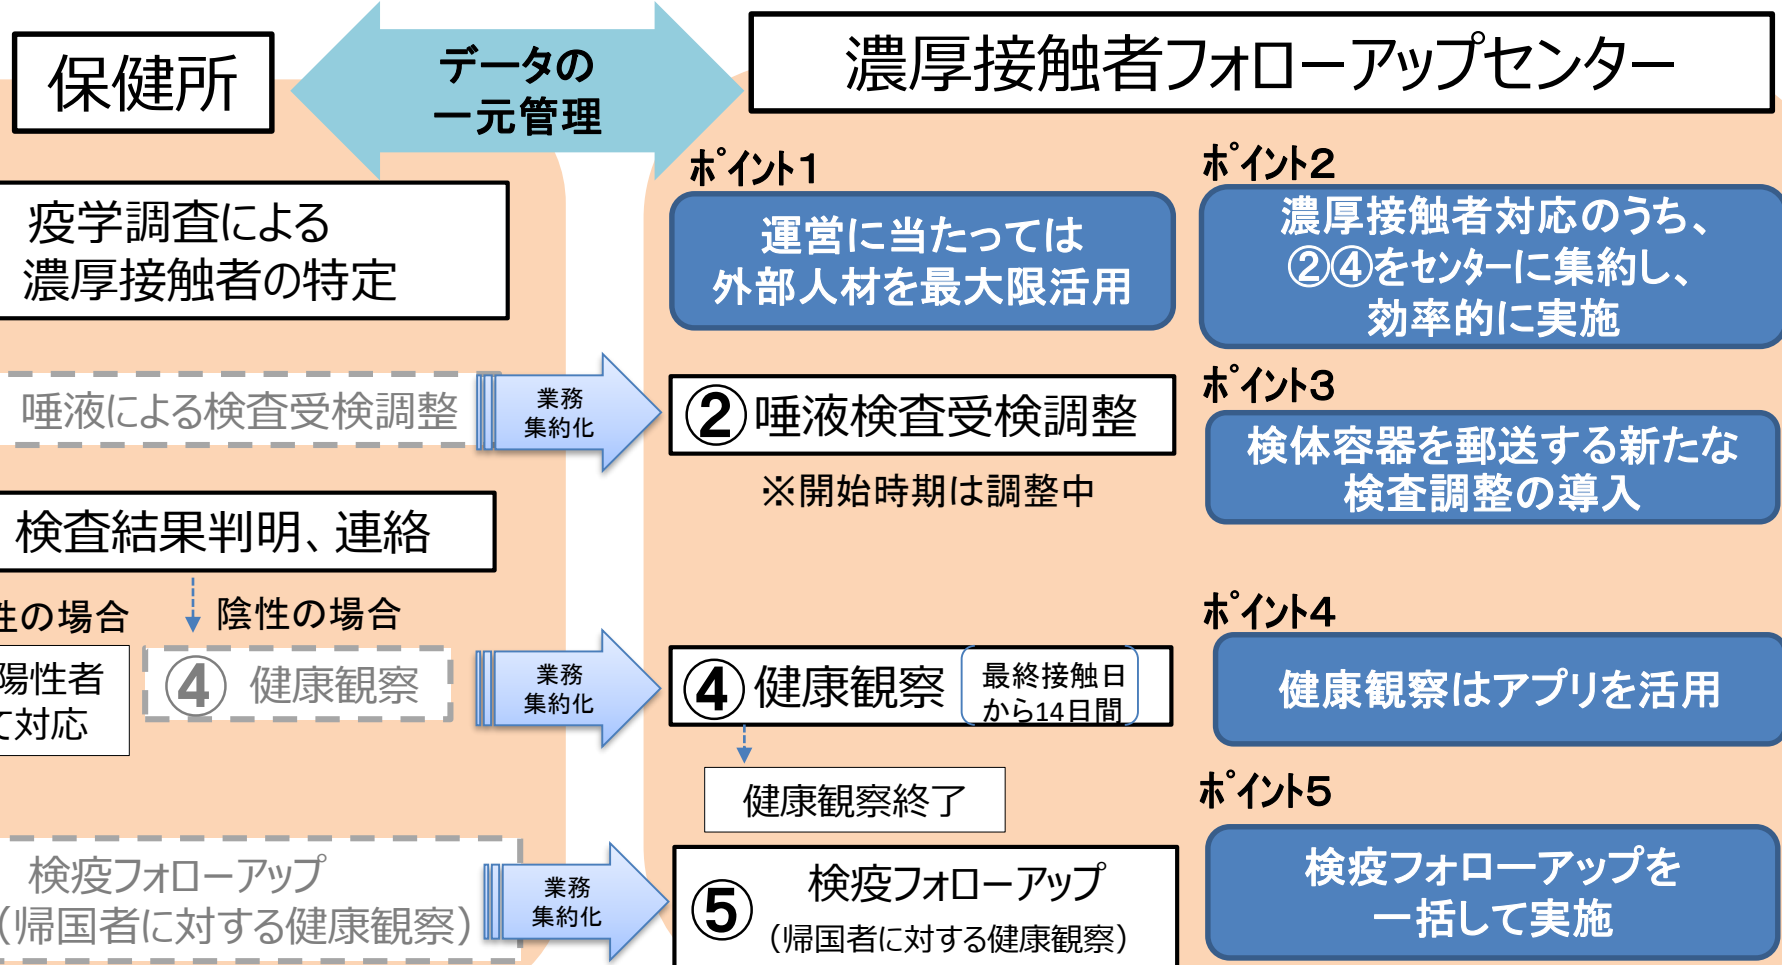 保健所
データの
一元管理
濃厚接触者フォローアップセンター
疫学調査による
濃厚接触者の特定
ﾎﾟｲﾝﾄ1
運営に当たっては
外部人材を最大限活用
ﾎﾟｲﾝﾄ2
濃厚接触者対応のうち、
②④をｾﾝﾀｰに集約し、
効率的に実施
唾液による検査受検調整
業務
集約化
②唾液検査受検調整
※開始時期は調整中
ﾎﾟｲﾝﾄ3
検体容器を郵送する新たな
検査調整の導入
検査結果判明、連絡
性の場合
陰性の場合
陽性者
て対応
④ 健康観察
業務
集約化
④健康観察
最終接触日
から14日間
健康観察終了
ﾎﾟｲﾝﾄ4
健康観察はアプリを活用
検疫フォローアップ
（帰国者に対する健康観察）
業務
集約化
⑤ 検疫フォローアップ
（帰国者に対する健康観察）
ﾎﾟｲﾝﾄ5
検疫フォローアップを
一括して実施